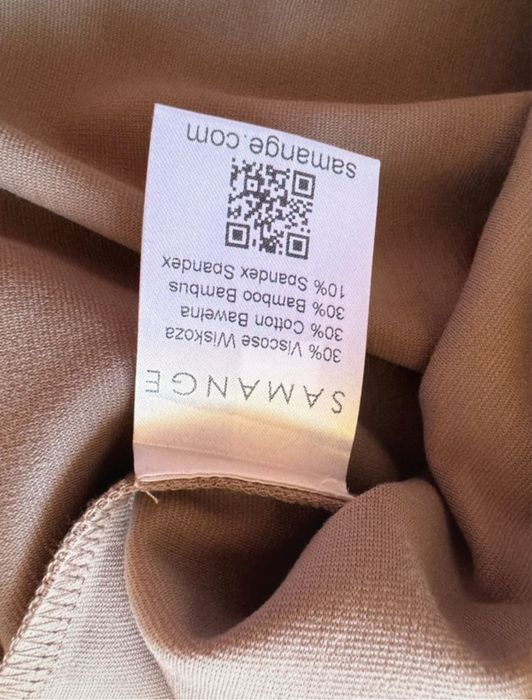 SAMANGE
30% Viscose Wiskoza
30% Cotton Bawełna
30% Bamboo Bambus
10% Spandex Spandex
samange.com